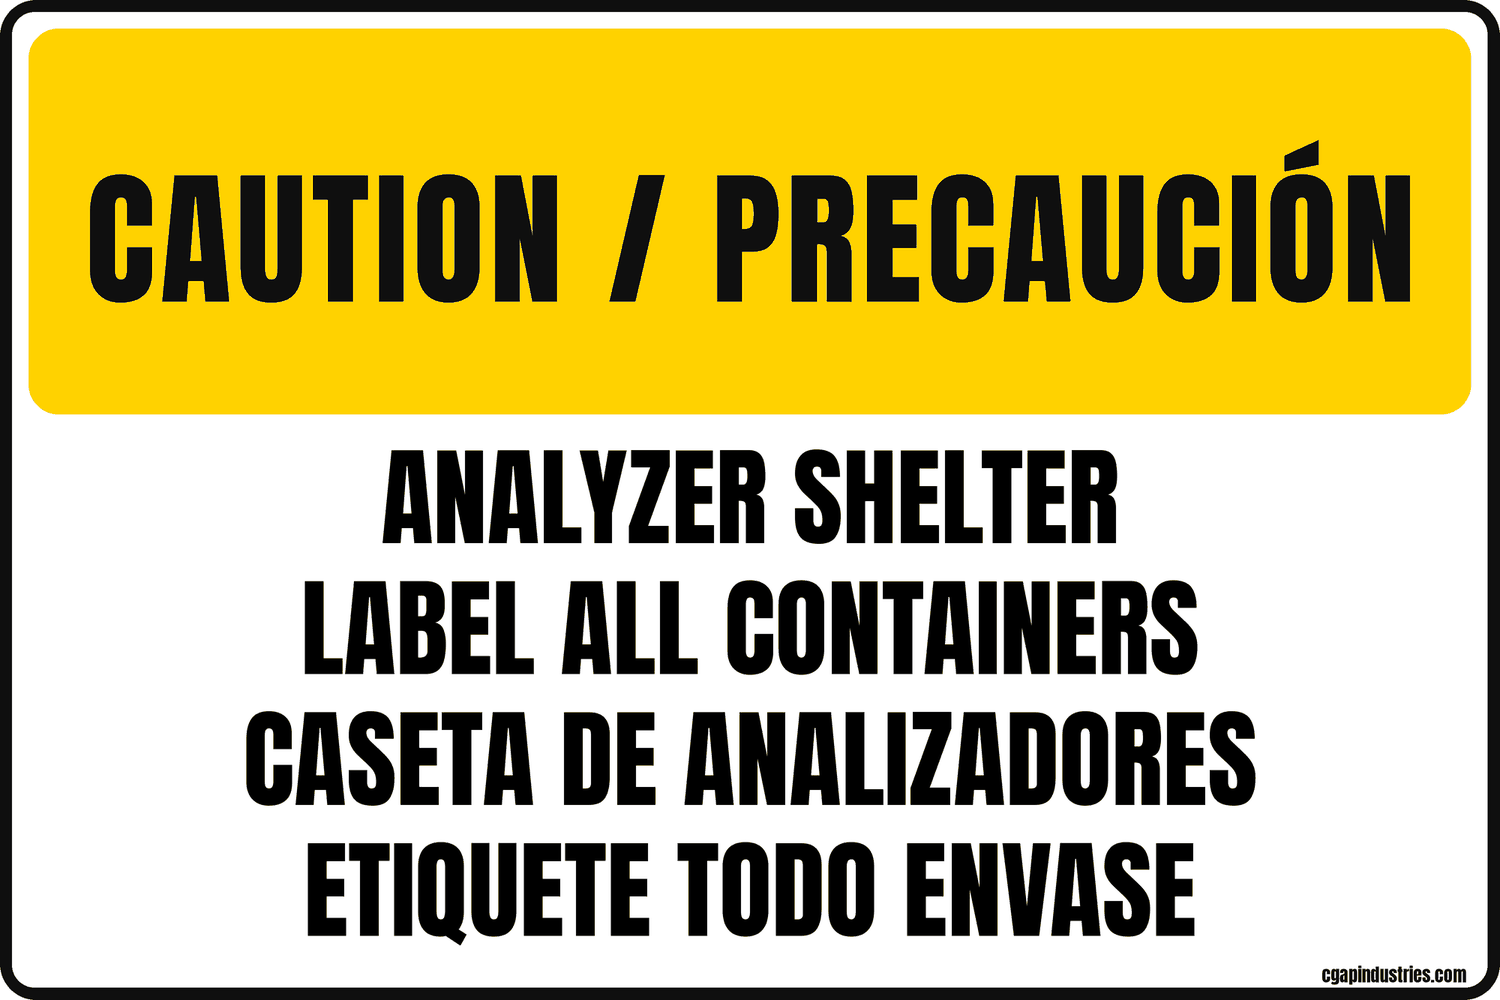 CAUTION / PRECAUCIÓN
ANALYZER SHELTER
LABEL ALL CONTAINERS
CASETA DE ANALIZADORES
ETIQUETE TODO ENVASE
cgapindustries.com